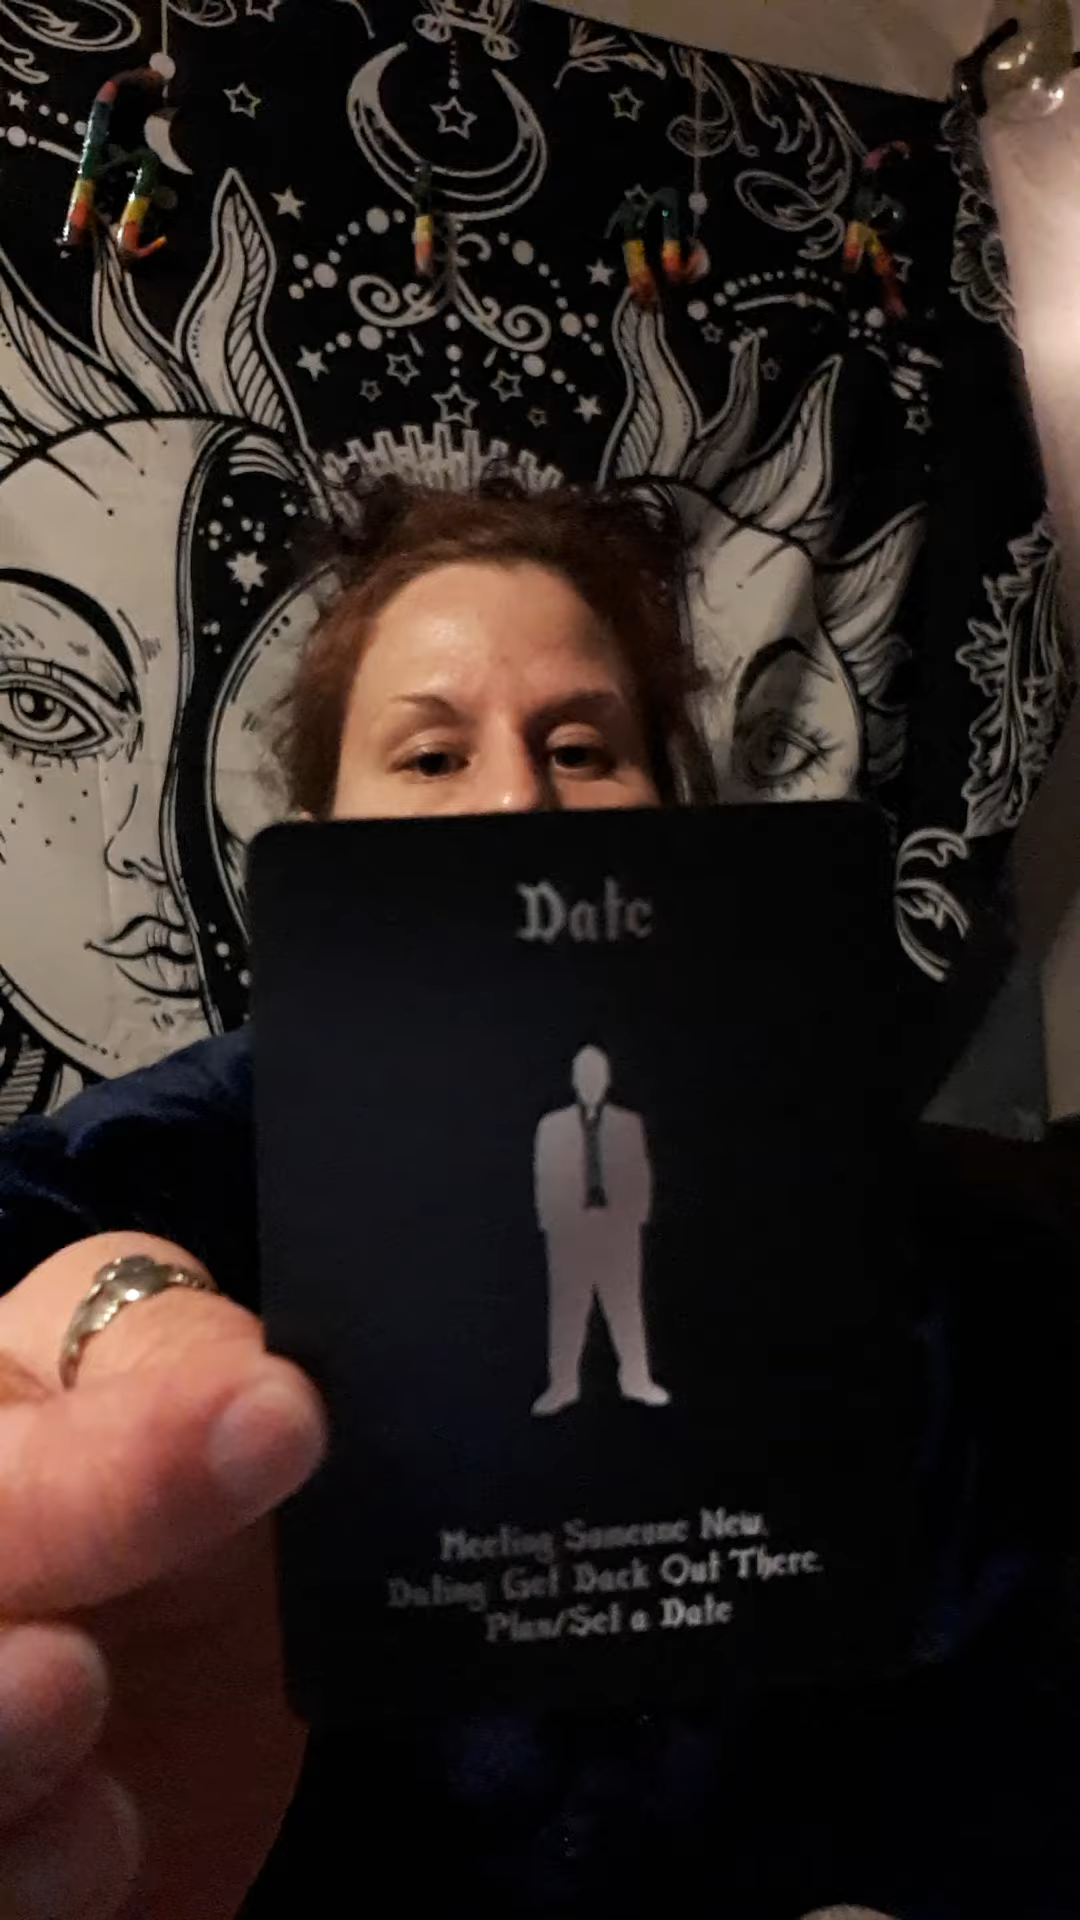 Date
Meeting Someone New.
Dating Get Back Out There.
Plan/Set a Date